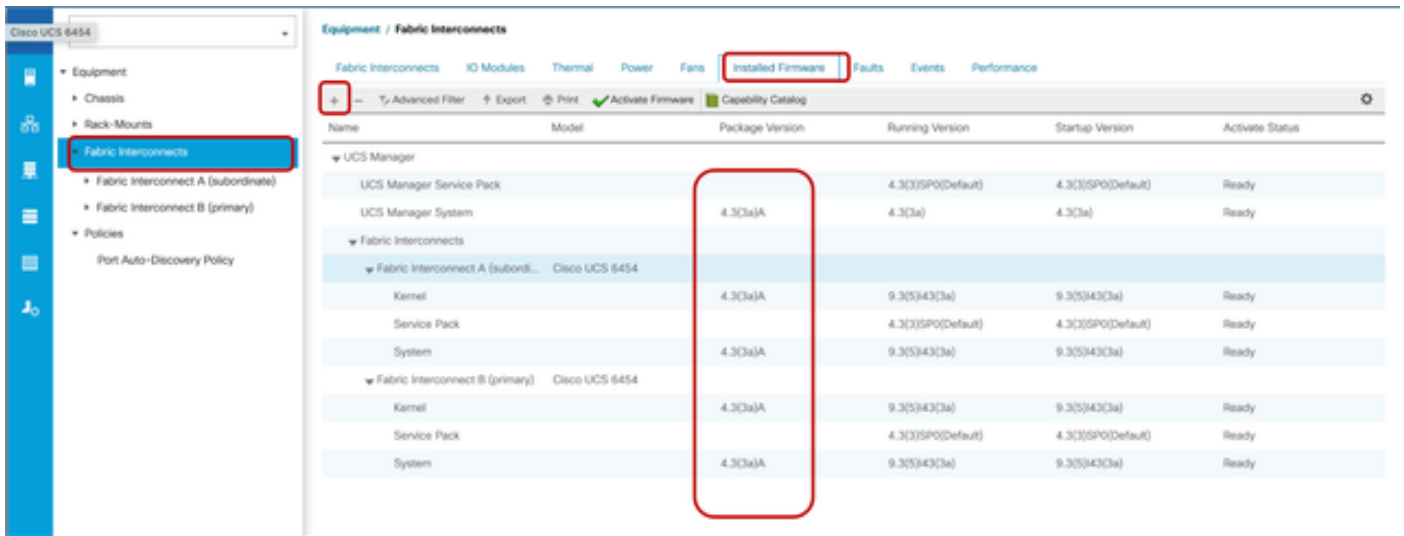 Cisco UCS 6454
Equipment / Fabric Interconnects
Equipment
Chassis
Rack-Mounts
Fabric Interconnects
Fabric Interconnect A (subordinate)
Fabric Interconnect B (primary)
Policies
Port Auto-Discovery Policy
Fabric Interconnects IO Modules Thermal Power Fans Installed Firmware Faults Events Performance
+ − Advanced Filter Export Print Activate Firmware Capability Catalog
Name Model Package Version Running Version Startup Version Activate Status
UCS Manager
UCS Manager Service Pack 4.3(3)SP0(Default) 4.3(3)SP0(Default) Ready
UCS Manager System 4.3(3a)A 4.3(3a) 4.3(3a) Ready
Fabric Interconnects
Fabric Interconnect A (subordi... Cisco UCS 6454
Kernel 4.3(3a)A 9.3(5)I43(3a) 9.3(5)I43(3a) Ready
Service Pack 4.3(3)SP0(Default) 4.3(3)SP0(Default) Ready
System 4.3(3a)A 9.3(5)I43(3a) 9.3(5)I43(3a) Ready
Fabric Interconnect B (primary) Cisco UCS 6454
Kernel 4.3(3a)A 9.3(5)I43(3a) 9.3(5)I43(3a) Ready
Service Pack 4.3(3)SP0(Default) 4.3(3)SP0(Default) Ready
System 4.3(3a)A 9.3(5)I43(3a) 9.3(5)I43(3a) Ready